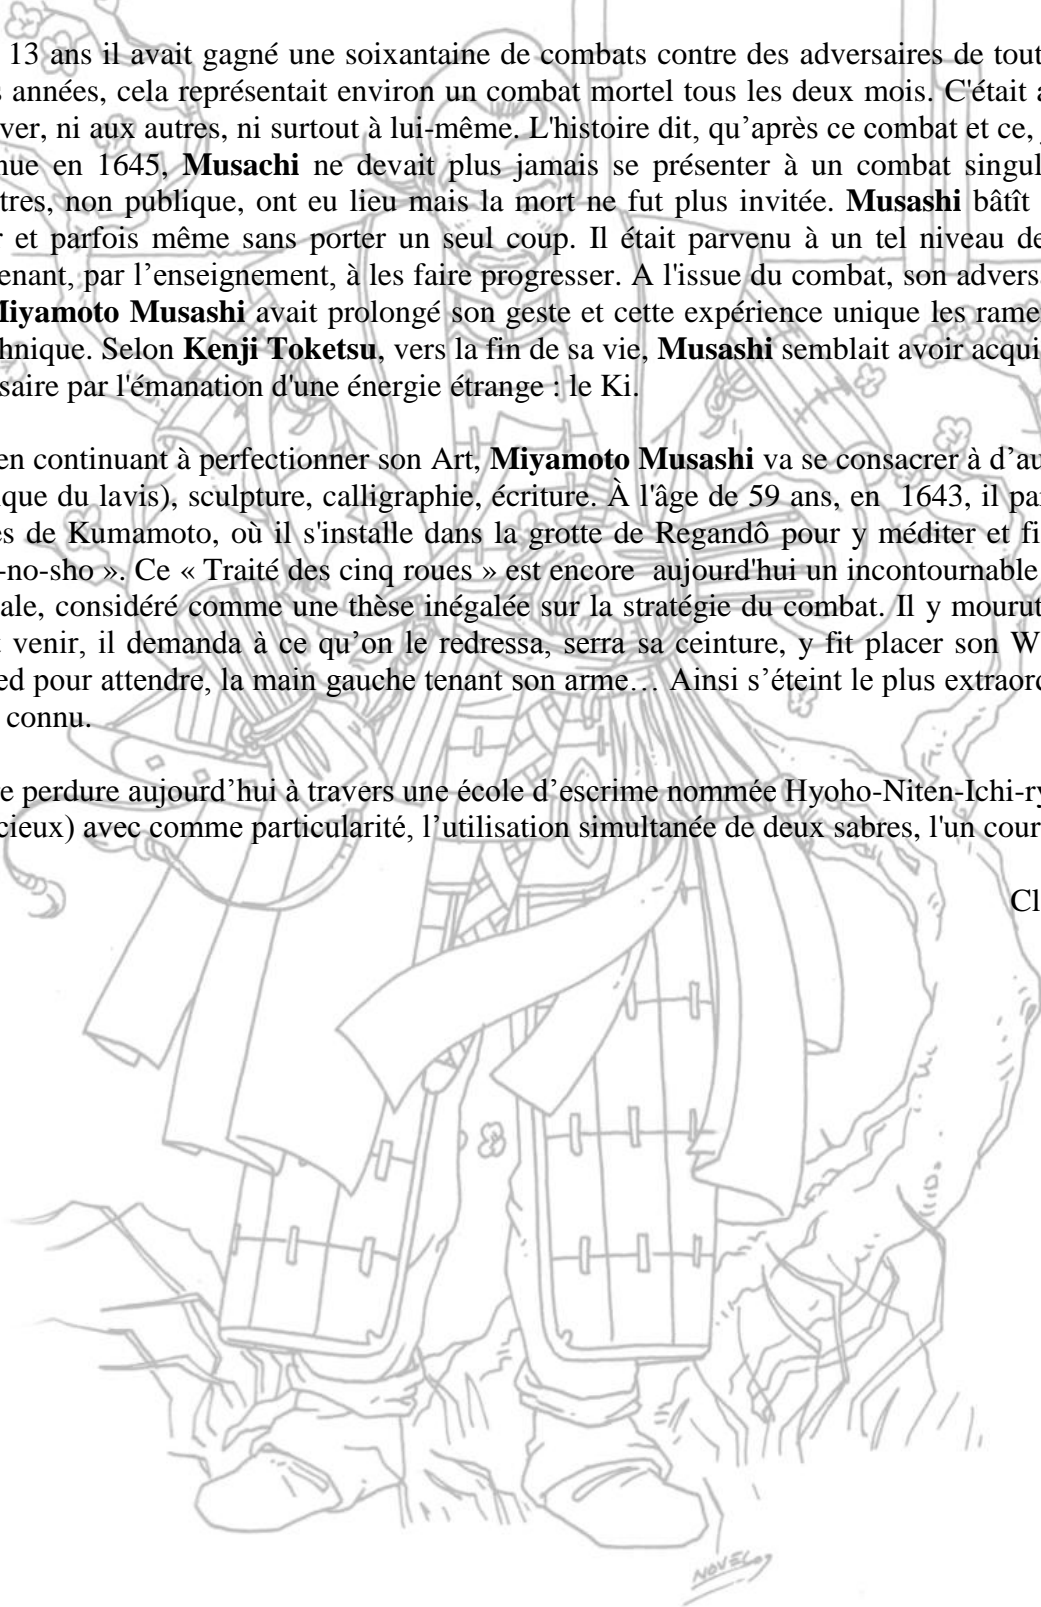 13 ans il avait gagné une soixantaine de combats contre des adversaires de tout
s années, cela représentait environ un combat mortel tous les deux mois. C'était a
ver, ni aux autres, ni surtout à lui-même. L'histoire dit, qu’après ce combat et ce, j
nue en 1645, Musachi ne devait plus jamais se présenter à un combat singul
tres, non publique, ont eu lieu mais la mort ne fut plus invitée. Musashi bâtît
r et parfois même sans porter un seul coup. Il était parvenu à un tel niveau de
enant, par l’enseignement, à les faire progresser. A l'issue du combat, son advers
Miyamoto Musashi avait prolongé son geste et cette expérience unique les rame
hnique. Selon Kenji Toketsu, vers la fin de sa vie, Musashi semblait avoir acqui
saire par l'émanation d'une énergie étrange : le Ki.
en continuant à perfectionner son Art, Miyamoto Musashi va se consacrer à d’au
ique du lavis), sculpture, calligraphie, écriture. À l'âge de 59 ans, en 1643, il par
es de Kumamoto, où il s'installe dans la grotte de Regandô pour y méditer et fi
-no-sho ». Ce « Traité des cinq roues » est encore aujourd'hui un incontournable
ale, considéré comme une thèse inégalée sur la stratégie du combat. Il y mourut
t venir, il demanda à ce qu’on le redressa, serra sa ceinture, y fit placer son W
ed pour attendre, la main gauche tenant son arme… Ainsi s’éteint le plus extraord
connu.
re perdure aujourd’hui à travers une école d’escrime nommée Hyoho-Niten-Ichi-ry
cieux) avec comme particularité, l’utilisation simultanée de deux sabres, l'un cour
Cl
NOVEL 09